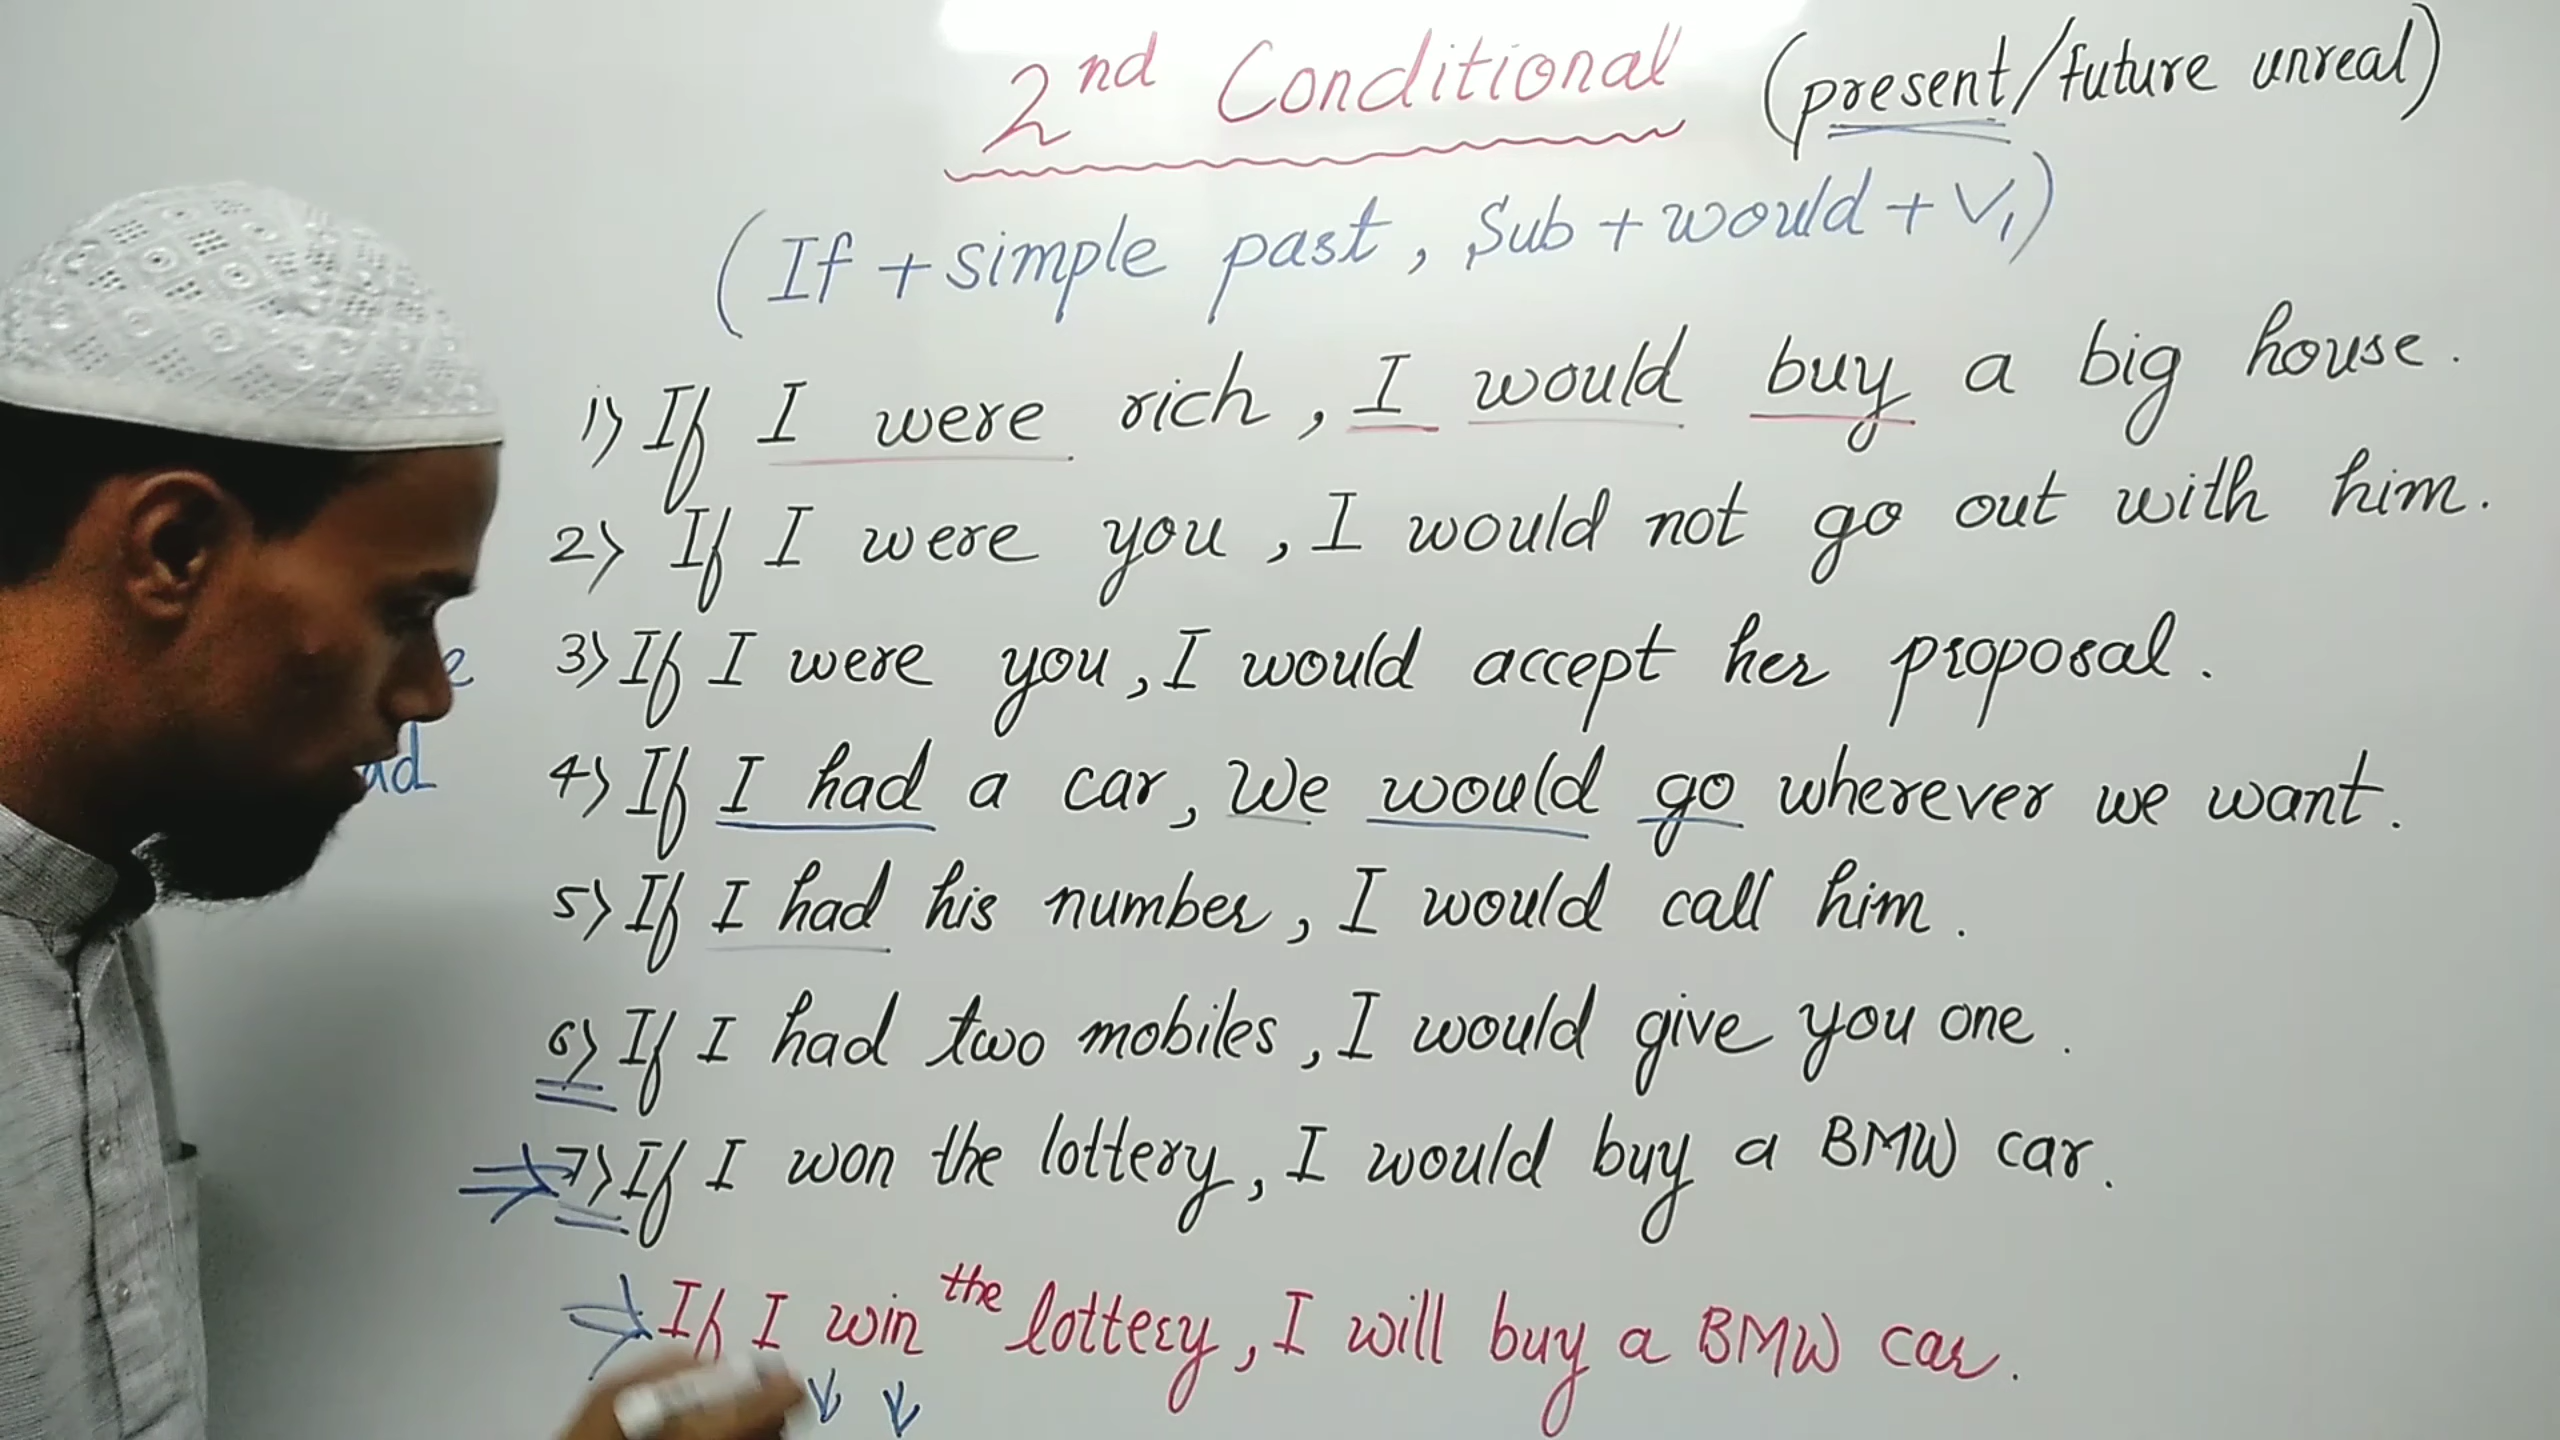 2nd Conditional (present/future unreal)
(If + simple past, Sub + would + V1)
1) If I were rich, I would buy a big house.
2) If I were you, I would not go out with him.
3) If I were you, I would accept her proposal.
4) If I had a car, We would go wherever we want.
5) If I had his number, I would call him.
6) If I had two mobiles, I would give you one.
7) If I won the lottery, I would buy a BMW car.
⇒ If I win the lottery, I will buy a BMW car.